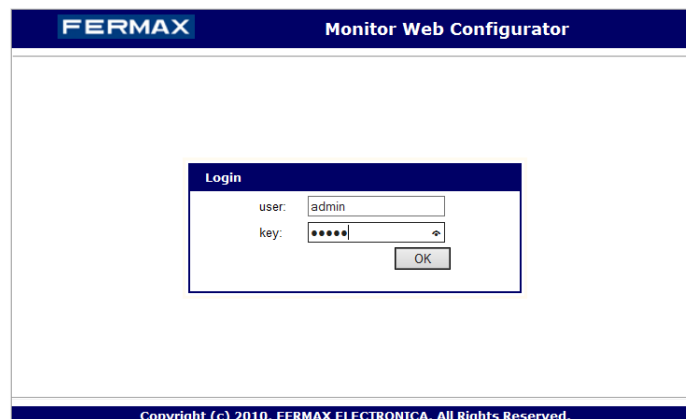 FERMAX Monitor Web Configurator
Login
user: admin
key: •••••
OK
Copyright (c) 2010. FERMAX ELECTRONICA. All Rights Reserved.